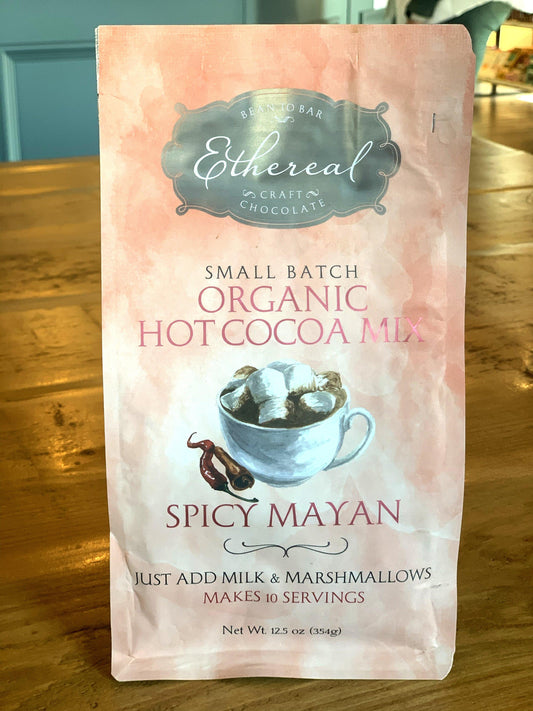 BEAN TO BAR
Ethereal
CRAFT
CHOCOLATE
SMALL BATCH
ORGANIC
HOT COCOA MIX
SPICY MAYAN
JUST ADD MILK & MARSHMALLOWS
MAKES 10 SERVINGS
Net Wt. 12.5 oz (354g)